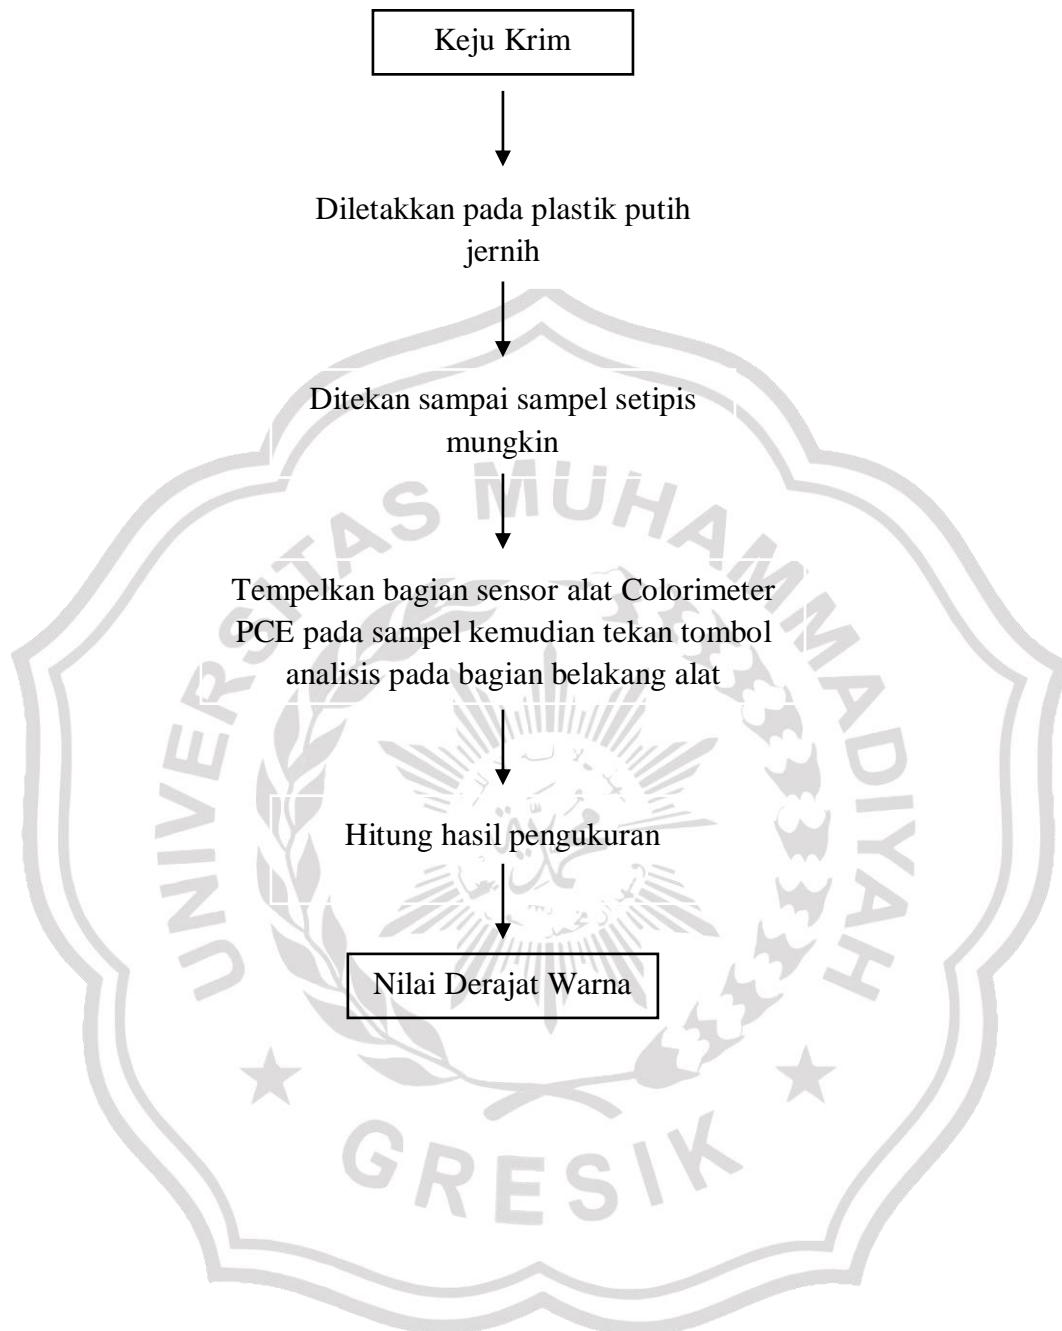 Keju Krim
Diletakkan pada plastik putih
jernih
Ditekan sampai sampel setipis
mungkin
Tempelkan bagian sensor alat Colorimeter
PCE pada sampel kemudian tekan tombol
analisis pada bagian belakang alat
Hitung hasil pengukuran
Nilai Derajat Warna
UNIVERSITAS MUHAMMADIYAH
GRESIK